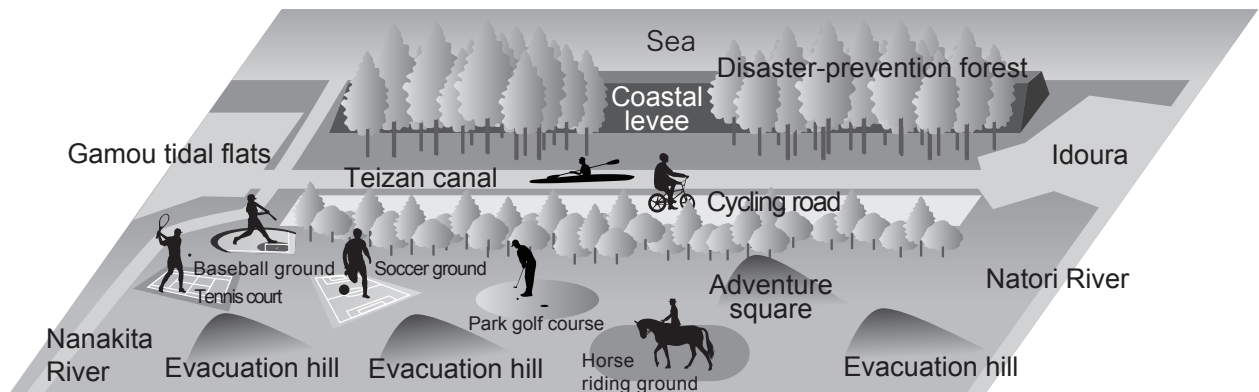 Sea
Disaster-prevention forest
Coastal
levee
Gamou tidal flats
Idoura
Teizan canal
Cycling road
Baseball ground
Soccer ground
Tennis court
Adventure
square
Natori River
Park golf course
Nanakita
River
Evacuation hill
Evacuation hill
Horse
riding ground
Evacuation hill